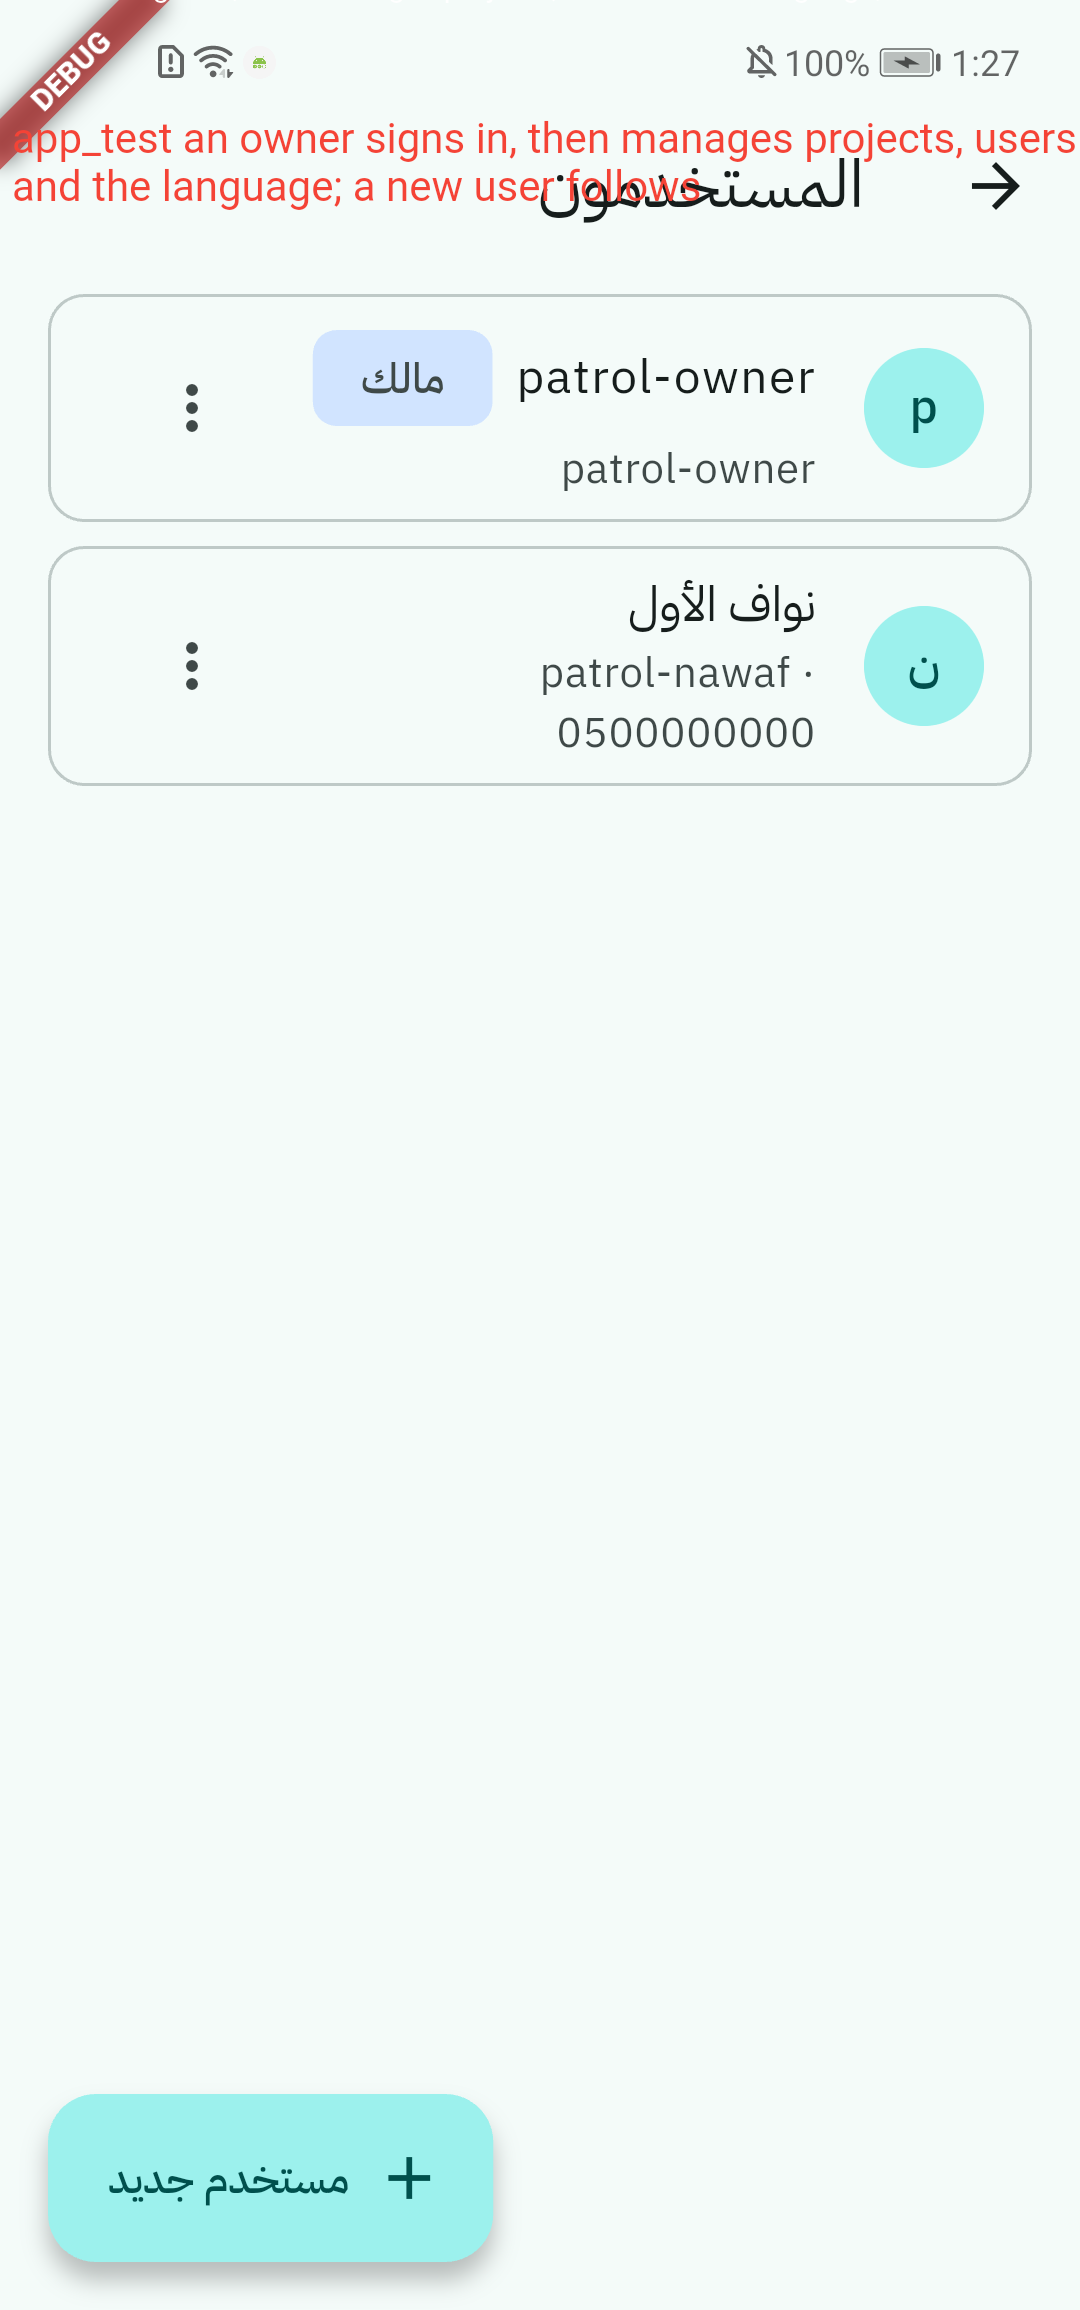 DEBUG
100% 1:27
app_test an owner signs in, then manages projects, users
and the language; a new user follows
المستخدمون
p
patrol-owner
مالك
patrol-owner
ن
نواف الأول
patrol-nawaf ·
0500000000
مستخدم جديد